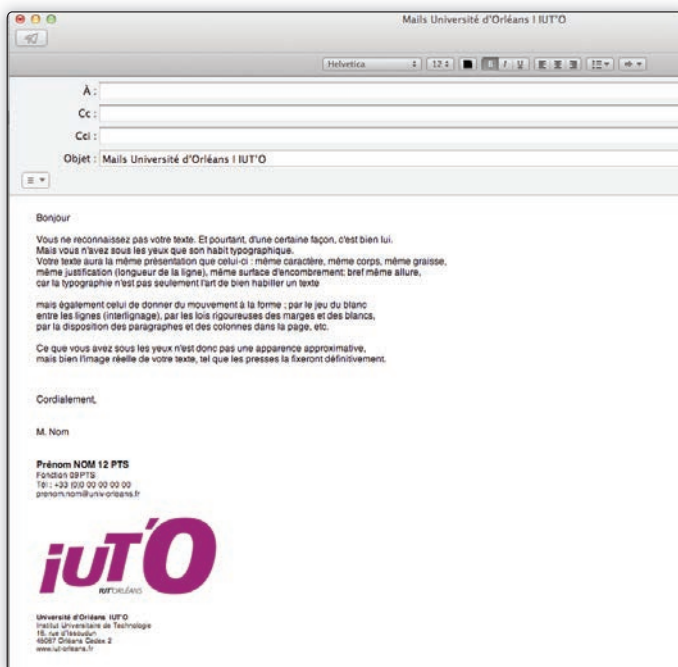 Mails Université d'Orléans I IUT'O
Helvetica 12 B I U
À :
Cc :
Cci :
Objet : Mails Université d'Orléans I IUT'O
Bonjour
Vous ne reconnaissez pas votre texte. Et pourtant, d'une certaine façon, c'est bien lui.
Mais vous n'avez sous les yeux que son habit typographique.
Votre texte aura la même présentation que celui-ci : même caractère, même corps, même graisse,
même justification (longueur de la ligne), même surface d'encombrement; bref même allure,
car la typographie n'est pas seulement l'art de bien habiller un texte
mais également celui de donner du mouvement à la forme ; par le jeu du blanc
entre les lignes (interlignage), par les lois rigoureuses des marges et des blancs,
par la disposition des paragraphes et des colonnes dans la page, etc.
Ce que vous avez sous les yeux n'est donc pas une apparence approximative,
mais bien l'image réelle de votre texte, tel que les presses la fixeront définitivement.
Cordialement,
M. Nom
Prénom NOM 12 PTS
Fonction 09 PTS
Tél : +33 (0)0 00 00 00 00
prenom.nom@univ-orleans.fr
iUT'O
IUT'ORLÉANS
Université d'Orléans IUT'O
Institut Universitaire de Technologie
16, rue d'Issoudun
45067 Orléans Cedex 2
www.iut-orleans.fr